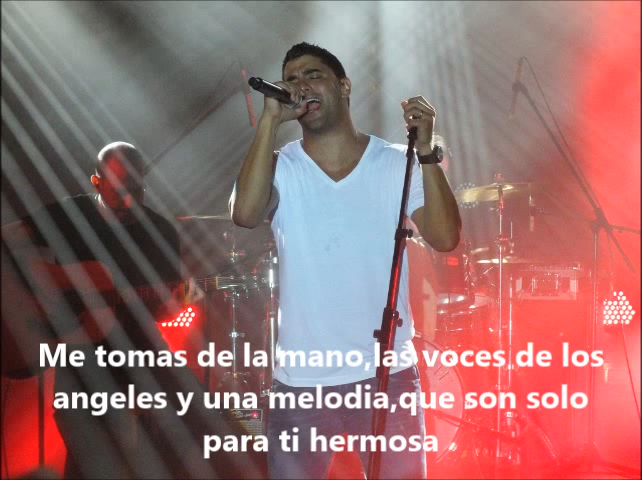 Me tomas de la mano,las voces de los
angeles y una melodia,que son solo
para ti hermosa